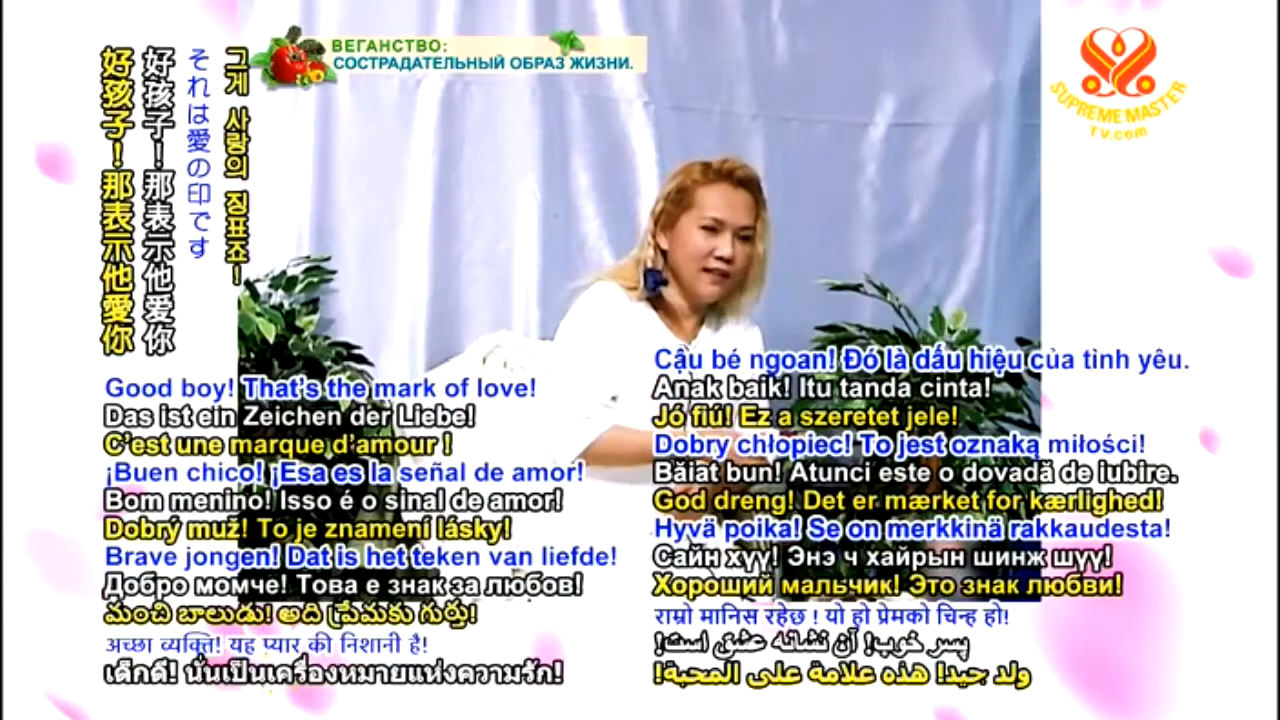 ВЕГАНСТВО:
СОСТРАДАТЕЛЬНЫЙ ОБРАЗ ЖИЗНИ.
SUPREME MASTER
TV.com
好孩子！那表示他愛你
好孩子！那表示他爱你
それは愛の印です
그게 사랑의 징표죠!
Good boy! That's the mark of love!
Das ist ein Zeichen der Liebe!
C'est une marque d'amour !
¡Buen chico! ¡Esa es la señal de amor!
Bom menino! Isso é o sinal de amor!
Dobrý muž! To je znamení lásky!
Brave jongen! Dat is het teken van liefde!
Добро момче! Това е знак за любов!
మంచి బాలుడు! అది ప్రేమకు గుర్తు!
अच्छा व्यक्ति! यह प्यार की निशानी है!
เด็กดี! นั่นเป็นเครื่องหมายแห่งความรัก!
Cậu bé ngoan! Đó là dấu hiệu của tình yêu.
Anak baik! Itu tanda cinta!
Jó fiú! Ez a szeretet jele!
Dobry chłopiec! To jest oznaką miłości!
Băiat bun! Atunci este o dovadă de iubire.
God dreng! Det er mærket for kærlighed!
Hyvä poika! Se on merkkinä rakkaudesta!
Сайн хүү! Энэ ч хайрын шинж шүү!
Хороший мальчик! Это знак любви!
राम्रो मानिस रहेछ ! यो हो प्रेमको चिन्ह हो!
پسر خوب! آن نشانه عشق است!
ولد جيد! هذه علامة على المحبة!